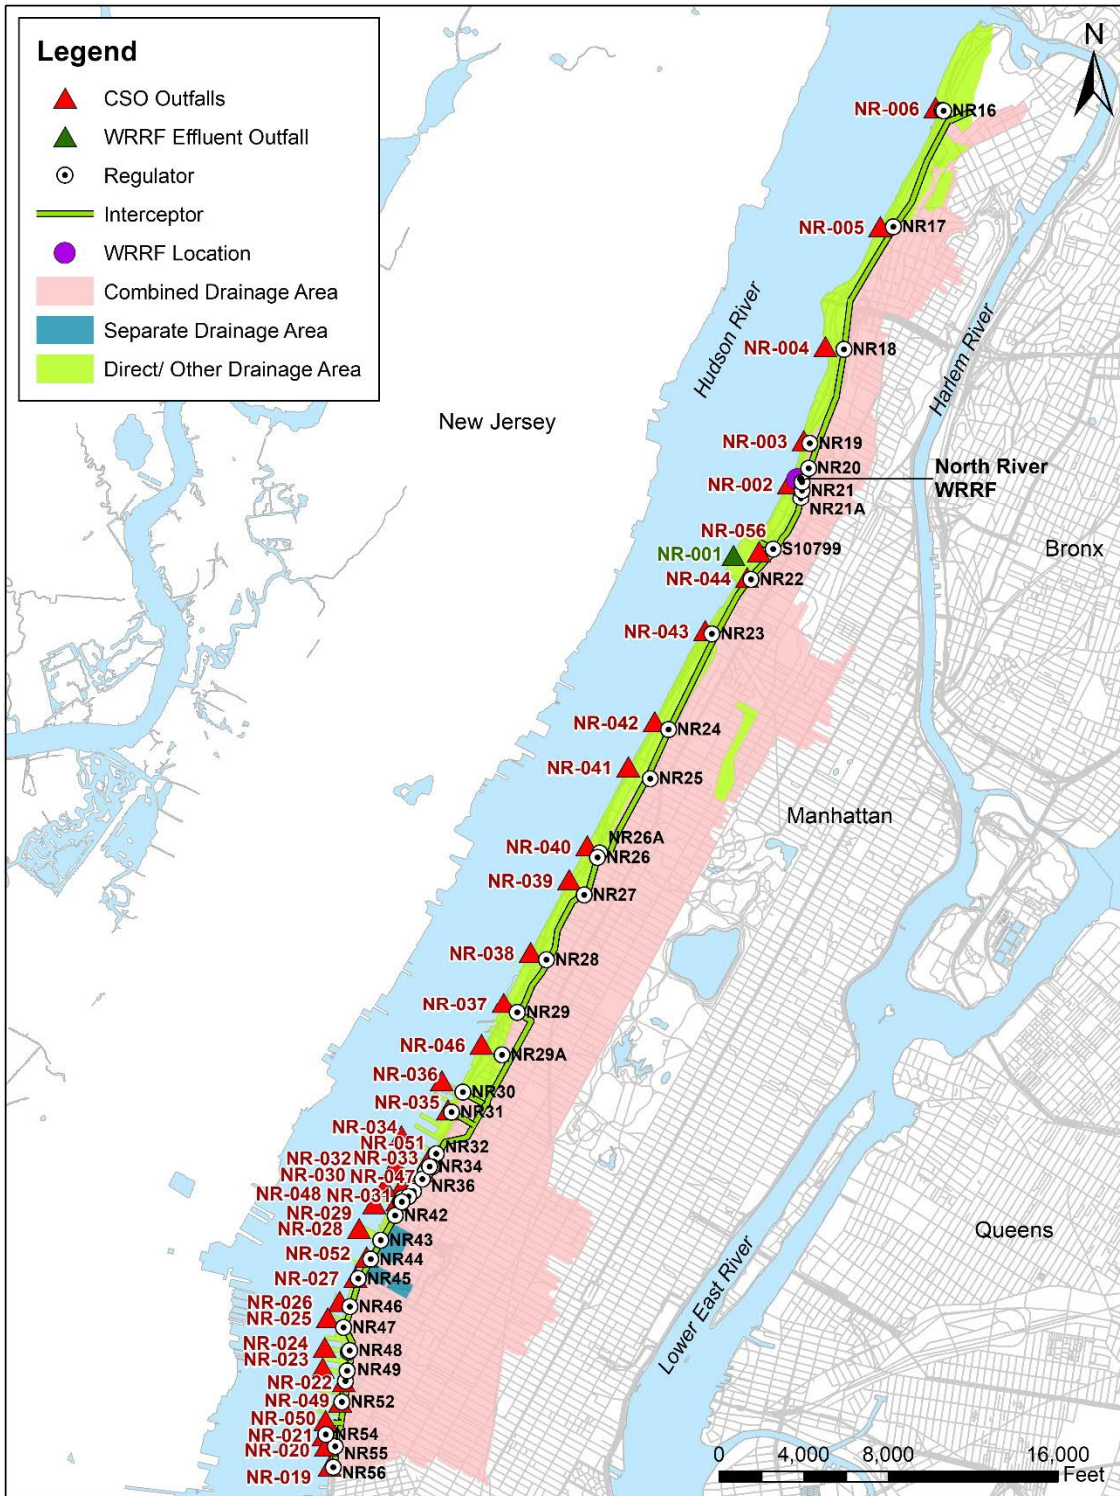 Legend
CSO Outfalls
WRRF Effluent Outfall
Regulator
Interceptor
WRRF Location
Combined Drainage Area
Separate Drainage Area
Direct/ Other Drainage Area
N
NR-006
NR16
NR-005
NR17
Hudson River
NR-004
NR18
Harlem River
New Jersey
NR-003
NR19
NR20
North River
WRRF
NR-002
NR21
NR21A
NR-056
NR-001
S10799
Bronx
NR-044
NR22
NR-043
NR23
NR-042
NR24
NR-041
NR25
Manhattan
NR-040
NR26A
NR26
NR-039
NR27
NR-038
NR28
NR-037
NR29
NR-046
NR29A
NR-036
NR30
NR-035
NR31
NR-034
NR-051
NR32
NR-032
NR-033
NR34
NR-030
NR-047
NR36
NR-048
NR-031
NR-029
NR42
NR-028
NR43
Queens
NR-052
NR44
NR-027
NR45
Lower East River
NR-026
NR46
NR-025
NR47
NR-024
NR48
NR-023
NR49
NR-022
NR-049
NR52
NR-050
NR-021
NR54
NR-020
NR55
NR-019
NR56
0 4,000 8,000 16,000
Feet